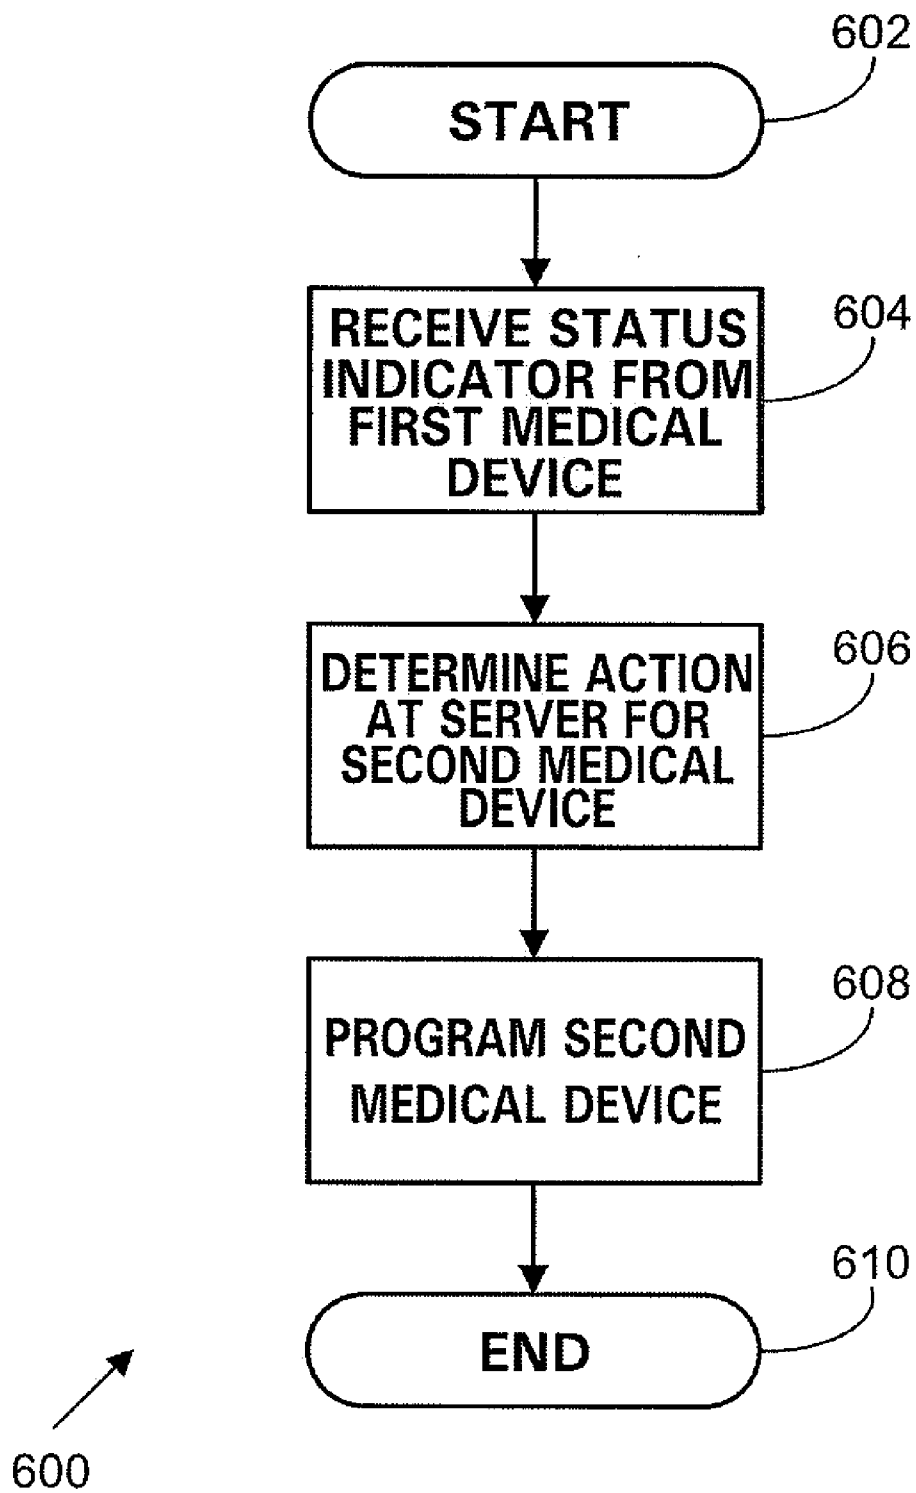 602
START
604
RECEIVE STATUS
INDICATOR FROM
FIRST MEDICAL
DEVICE
606
DETERMINE ACTION
AT SERVER FOR
SECOND MEDICAL
DEVICE
608
PROGRAM SECOND
MEDICAL DEVICE
610
END
600